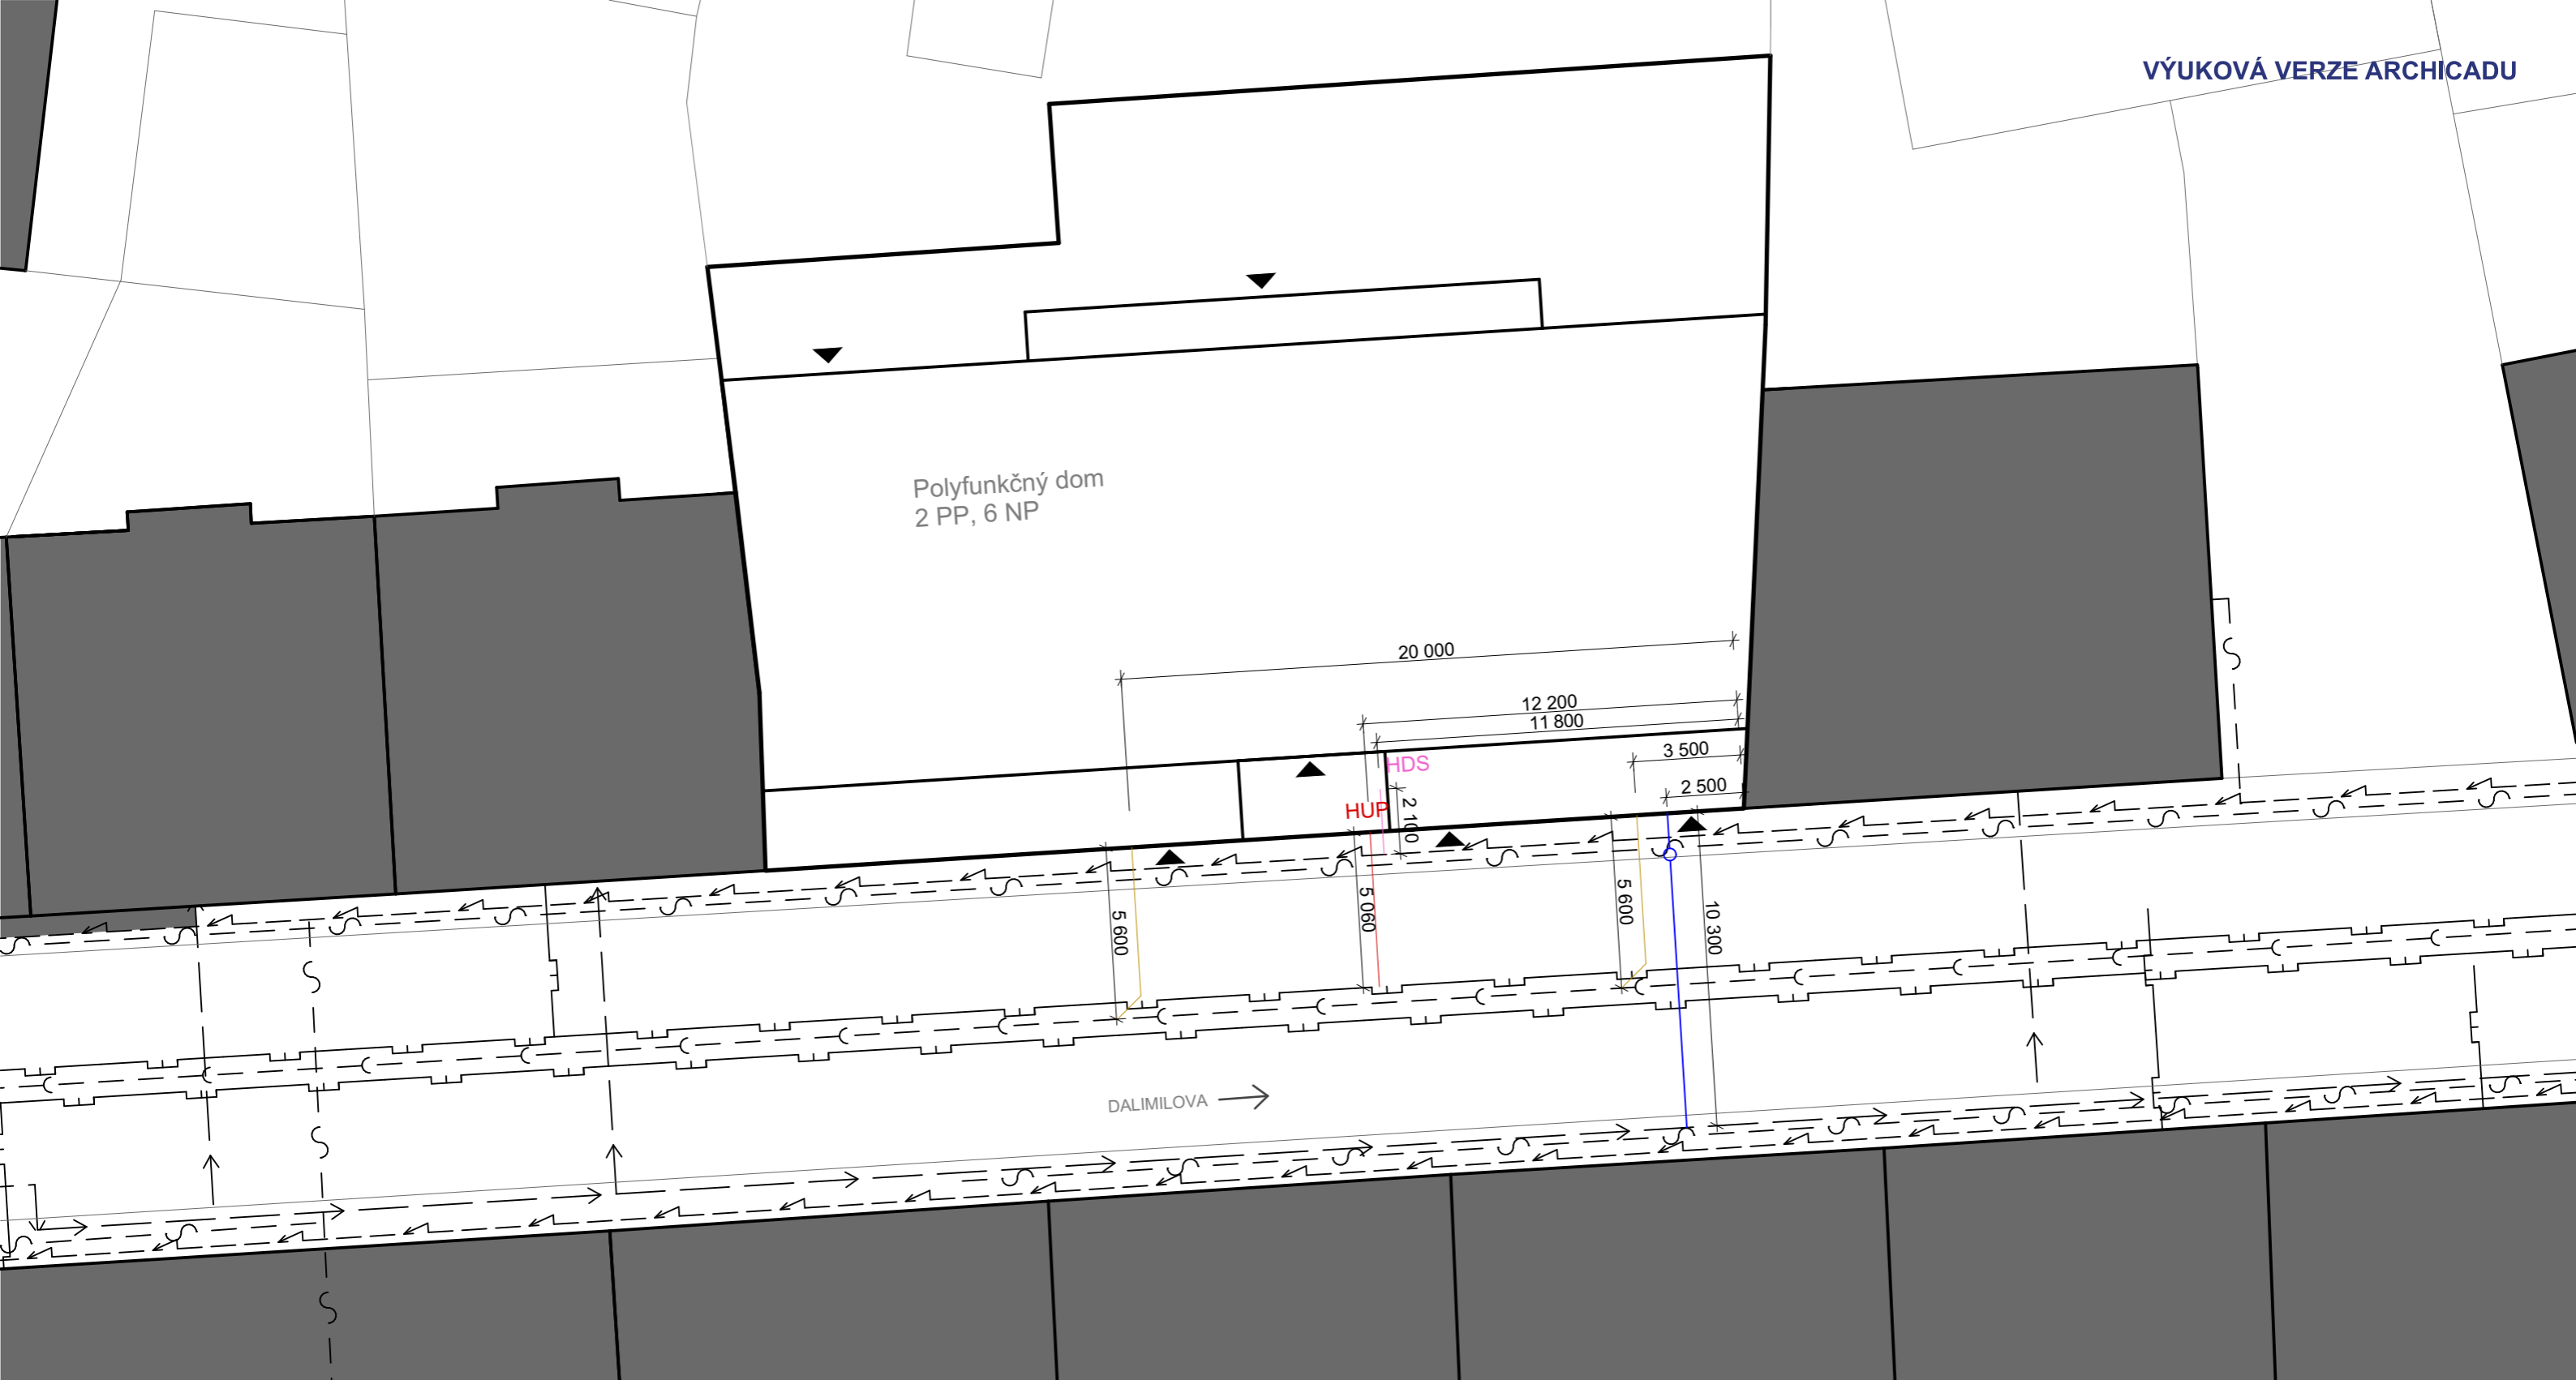 VÝUKOVÁ VERZE ARCHICADU
Polyfunkčný dom
2 PP, 6 NP
20 000
12 200
11 800
3 500
HDS
2 500
HUP
2 100
5 600
5 060
5 600
10 300
DALIMILOVA